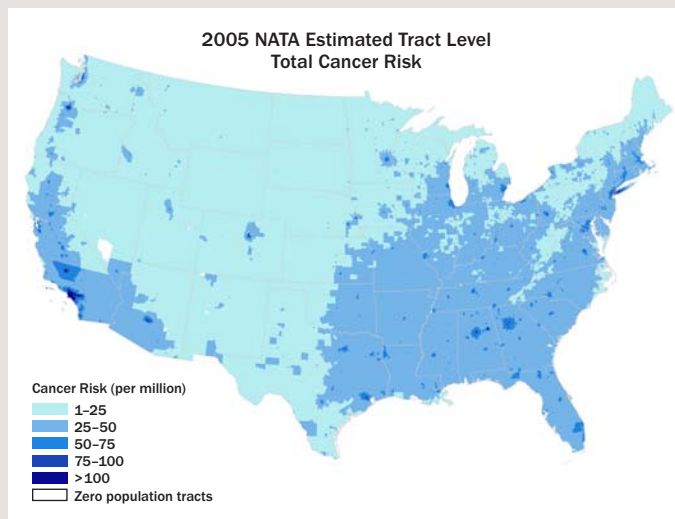 2005 NATA Estimated Tract Level
Total Cancer Risk
Cancer Risk (per million)
1–25
25–50
50–75
75–100
>100
Zero population tracts